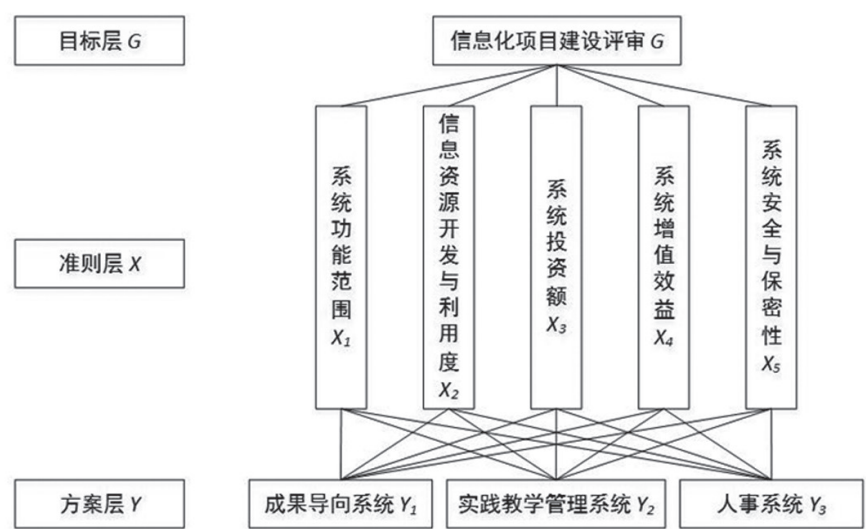 目标层 G
信息化项目建设评审 G
准则层 X
系统功能范围 X1
信息资源开发与利用度 X2
系统投资额 X3
系统增值效益 X4
系统安全与保密性 X5
方案层 Y
成果导向系统 Y1
实践教学管理系统 Y2
人事系统 Y3